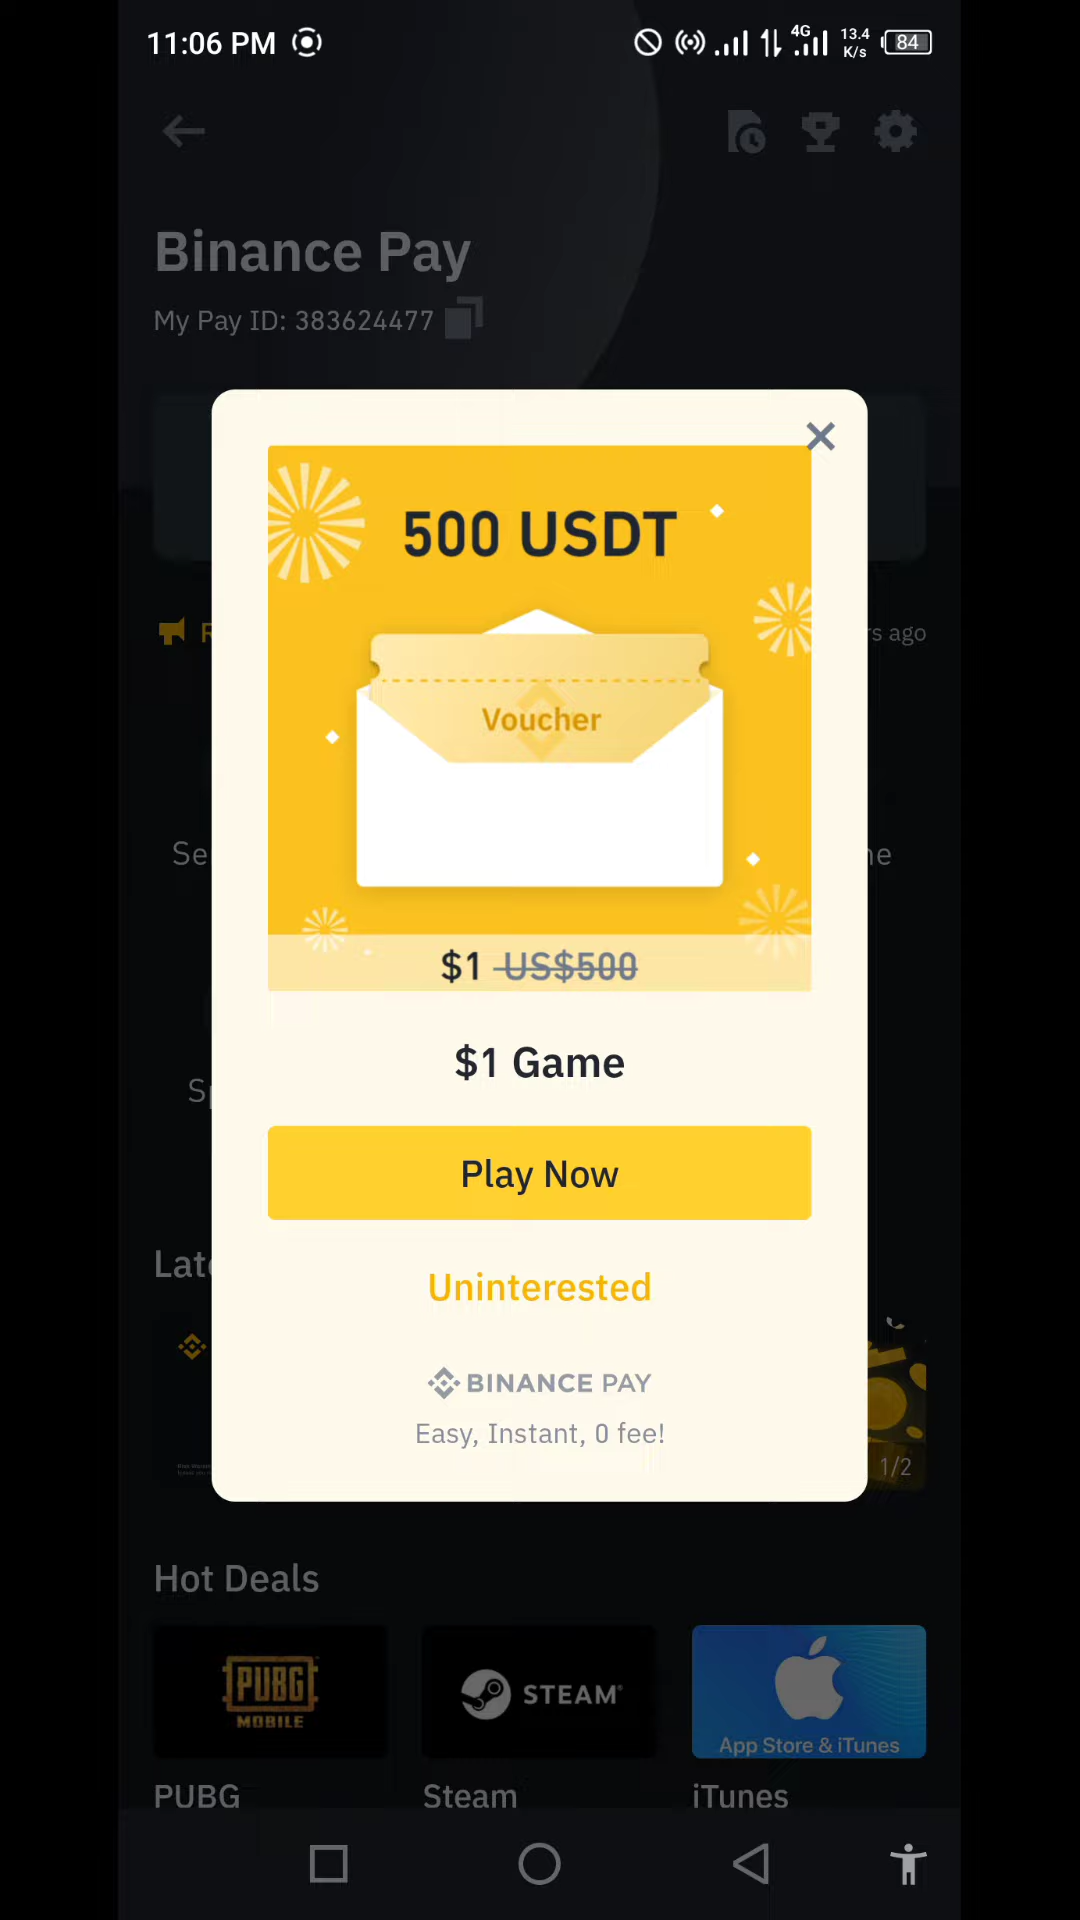 11:06 PM 4G 13.4 K/s 84
Binance Pay
My Pay ID: 383624477
500 USDT
Voucher
$1 US$500
$1 Game
Play Now
Uninterested
BINANCE PAY
Easy, Instant, 0 fee!
1/2
Hot Deals
PUBG MOBILE
STEAM
App Store & iTunes
PUBG
Steam
iTunes